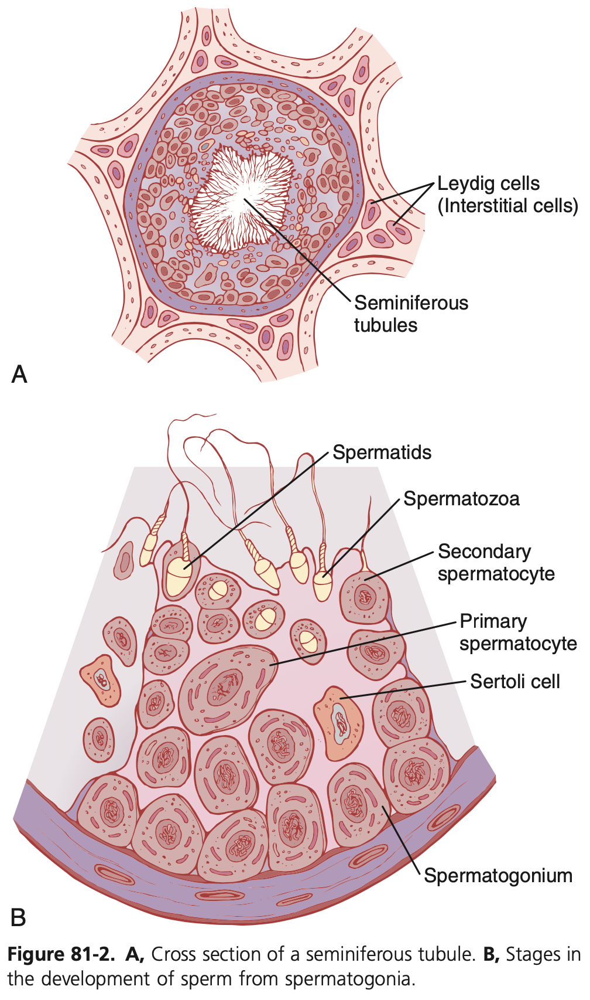 Leydig cells
(Interstitial cells)
Seminiferous
tubules
A
Spermatids
Spermatozoa
Secondary
spermatocyte
Primary
spermatocyte
Sertoli cell
Spermatogonium
B
Figure 81-2. A, Cross section of a seminiferous tubule. B, Stages in
the development of sperm from spermatogonia.